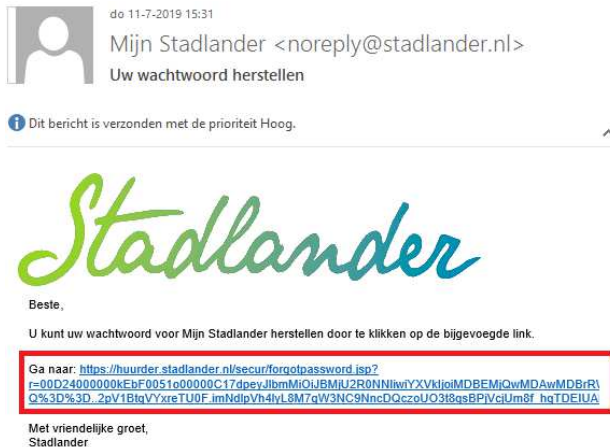 do 11-7-2019 15:31
Mijn Stadlander <noreply@stadlander.nl>
Uw wachtwoord herstellen
Dit bericht is verzonden met de prioriteit Hoog.
Stadlander
Beste,
U kunt uw wachtwoord voor Mijn Stadlander herstellen door te klikken op de bijgevoegde link.
Ga naar: https://huurder.stadlander.nl/secur/forgotpassword.jsp?
Met vriendelijke groet,
Stadlander